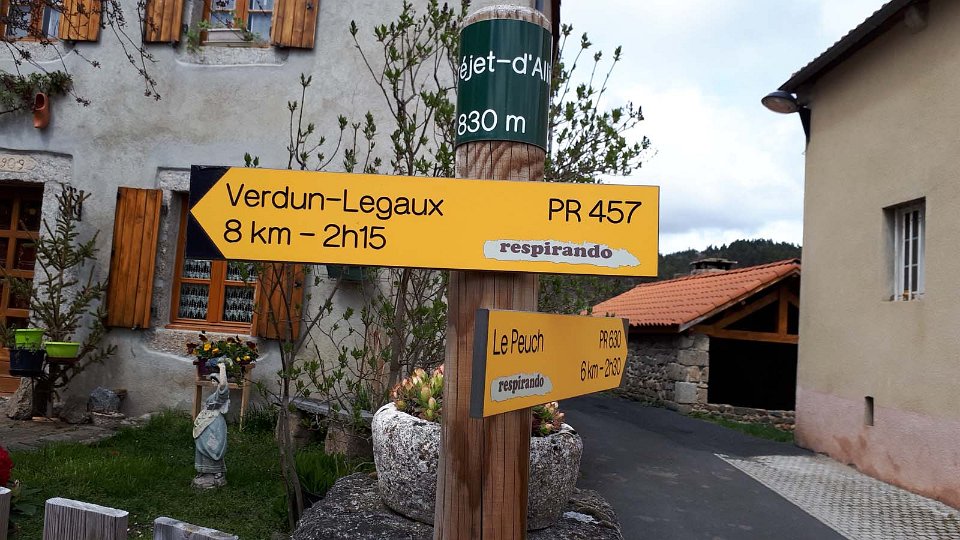 éjet-d'All
830 m
Verdun-Legaux PR 457
8 km - 2h15
respirando
Le Peuch PR 630
6 km - 2h30
respirando
1909